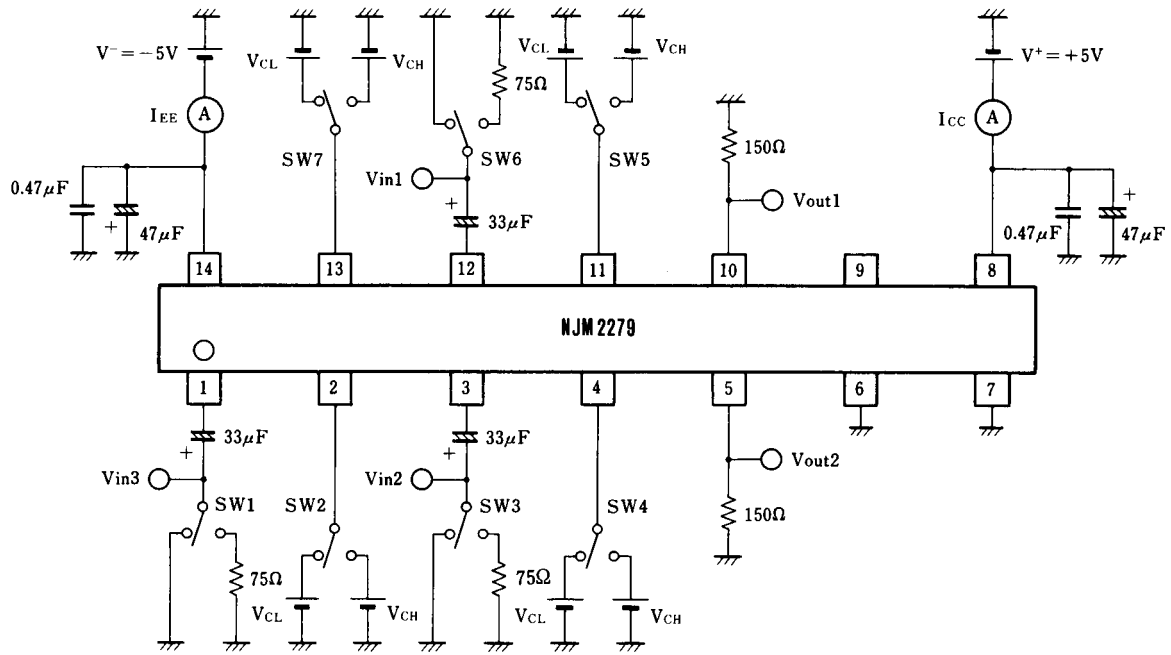 V⁻=−5V
VCL
VCH
75Ω
VCL
VCH
V⁺=+5V
IEE
A
ICC
A
SW7
SW6
SW5
150Ω
0.47μF
+
47μF
Vin1
+
33μF
Vout1
0.47μF
+
47μF
14
13
12
11
10
9
8
NJM2279
1
2
3
4
5
6
7
33μF
+
33μF
+
Vin3
Vin2
Vout2
SW1
SW2
SW3
SW4
150Ω
75Ω
VCL
VCH
75Ω
VCL
VCH